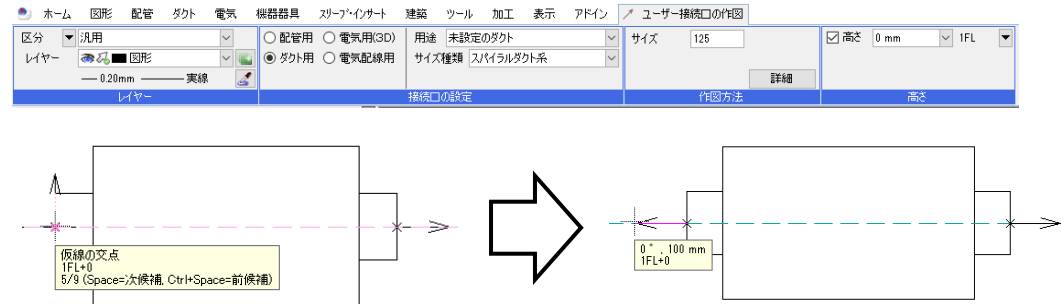 ホーム 図形 配管 ダクト 電気 機器器具 スリーブ・インサート 建築 ツール 加工 表示 アドイン ユーザー接続口の作図
区分 汎用 配管用 電気用(3D) 用途 未設定のダクト サイズ 125 高さ 0 mm 1FL
レイヤー 図形 ダクト用 電気配線用 サイズ種類 スパイラルダクト系
0.20mm 実線 詳細
レイヤー 接続口の設定 作図方法 高さ
仮線の交点
1FL+0
5/9 (Space=次候補, Ctrl+Space=前候補)
0°, 100 mm
1FL+0